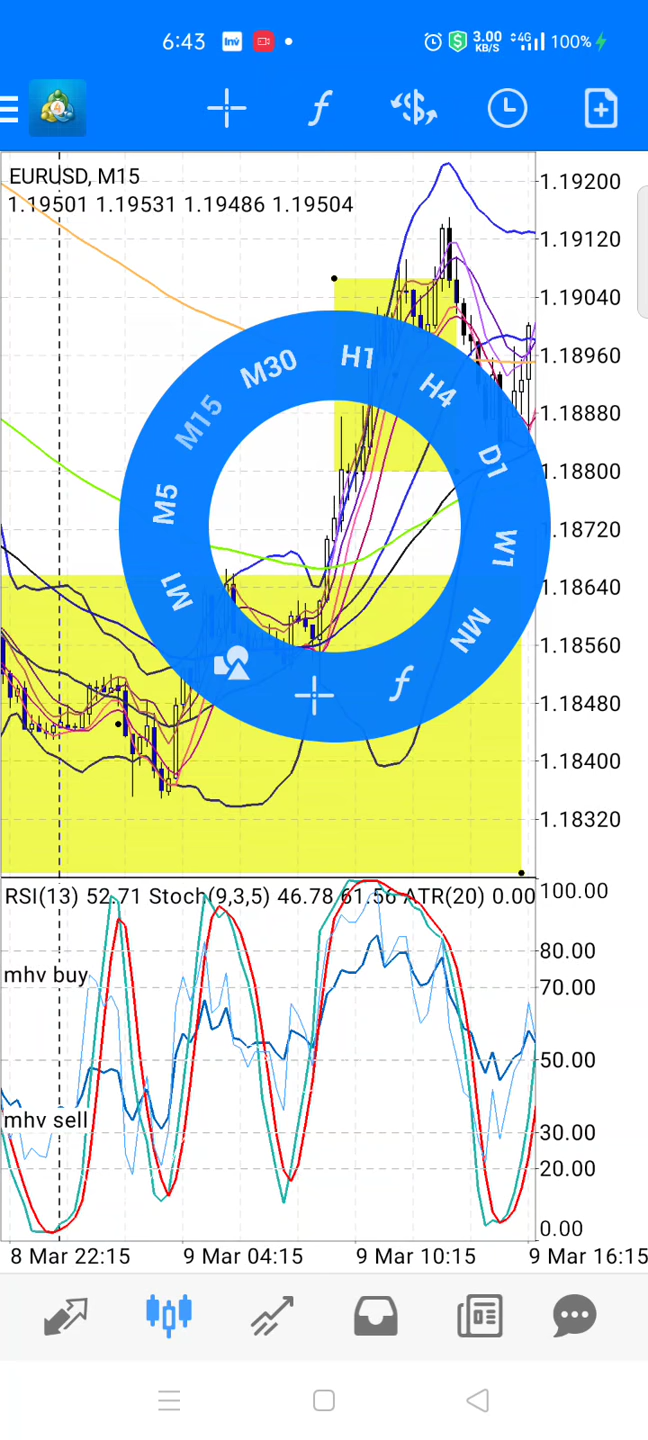 6:43 Inv 3.00 KB/S 4G 100%
EURUSD, M15
1.19501 1.19531 1.19486 1.19504
1.19200
1.19120
1.19040
1.18960
1.18880
1.18800
1.18720
1.18640
1.18560
1.18480
1.18400
1.18320
M1
M5
M15
M30
H1
H4
D1
W1
MN
RSI(13) 52.71 Stoch(9,3,5) 46.78 61.56 ATR(20) 0.00
100.00
80.00
mhv buy
70.00
50.00
mhv sell
30.00
20.00
0.00
8 Mar 22:15 9 Mar 04:15 9 Mar 10:15 9 Mar 16:15